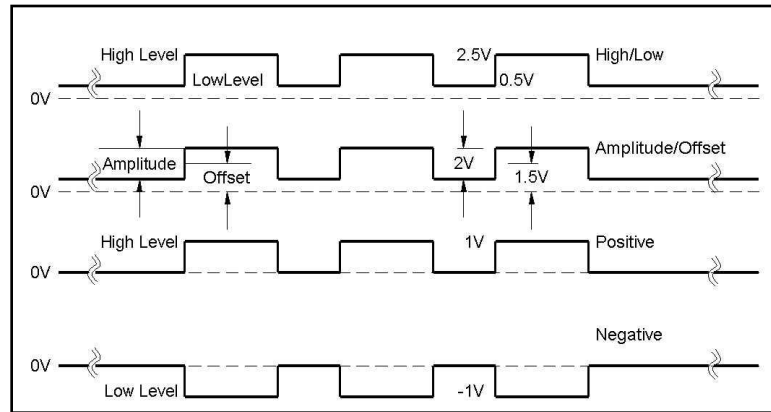 High Level 2.5V High/Low
LowLevel 0.5V
0V
Amplitude/Offset
Amplitude 2V
Offset 1.5V
0V
High Level 1V Positive
0V
Negative
0V
Low Level -1V